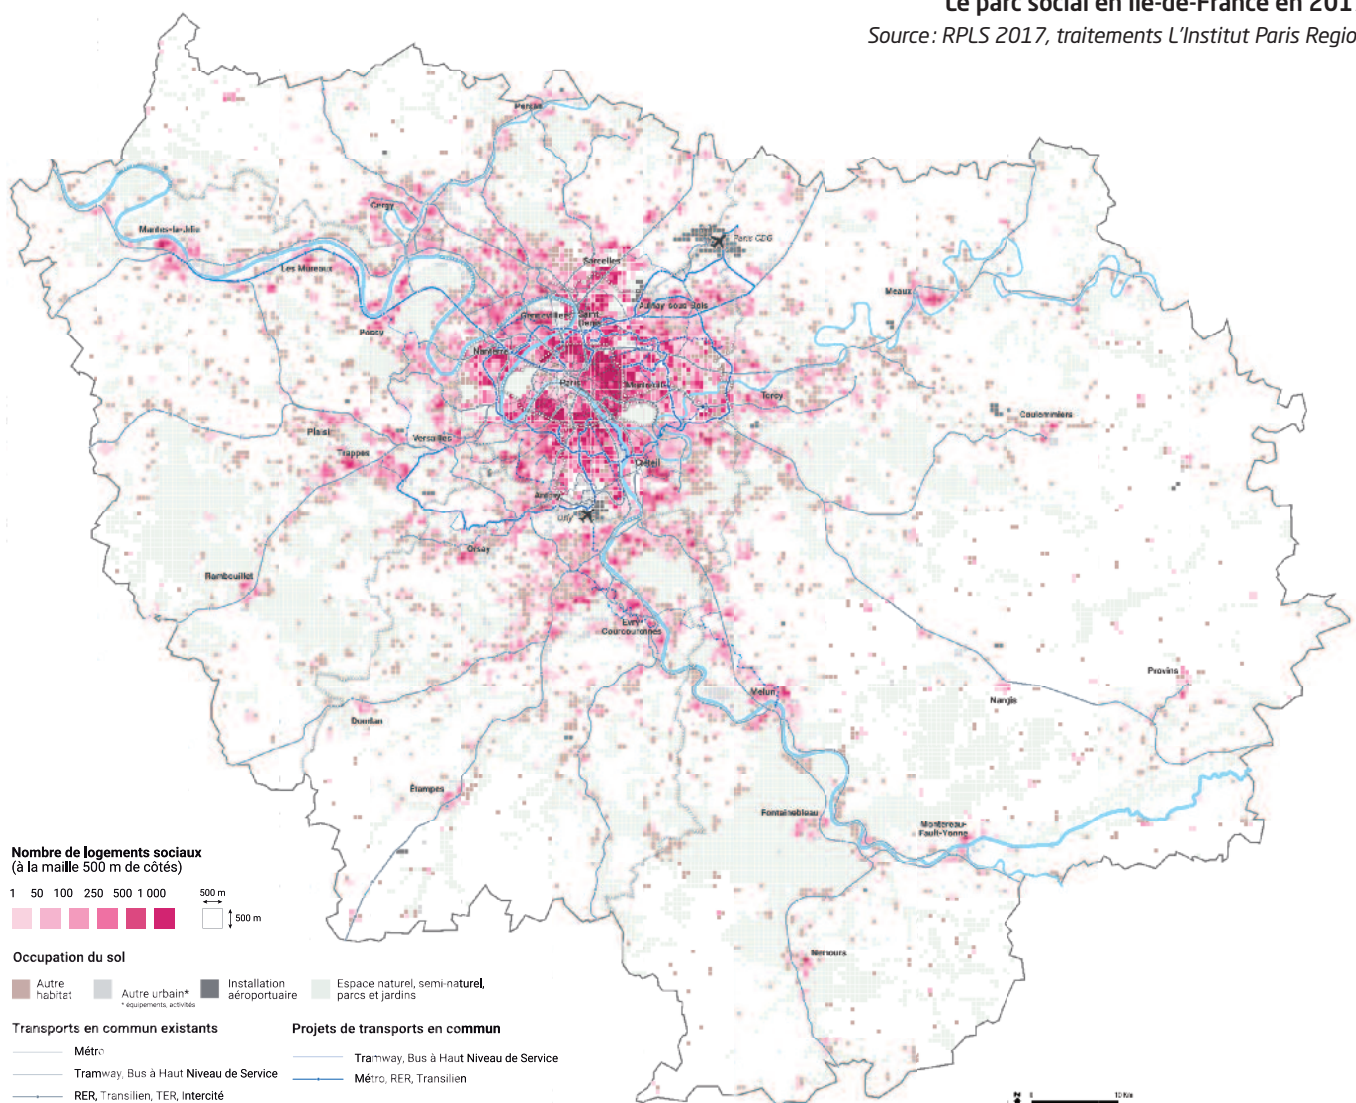 Le parc social en Île-de-France en 201
Source : RPLS 2017, traitements L'Institut Paris Regio
Persan
Cergy
Mantes-la-Jolie
Les Mureaux
Sarcelles
Paris CDG
Aulnay-sous-Bois
Meaux
Gennevilliers
Saint
Denis
Poissy
Nanterre
Paris
Montreuil
Torcy
Coulommiers
Plaisir
Versailles
Trappes
Créteil
Antony
Orly
Orsay
Rambouillet
Évry-
Courcouronnes
Provins
Melun
Nangis
Dourdan
Étampes
Fontainebleau
Montereau-
Fault-Yonne
Nemours
Nombre de logements sociaux
(à la maille 500 m de côtés)
1 50 100 250 500 1 000
500 m
500 m
Occupation du sol
Autre
habitat
Autre urbain*
* équipements, activités
Installation
aéroportuaire
Espace naturel, semi-naturel,
parcs et jardins
Transports en commun existants
Métro
Tramway, Bus à Haut Niveau de Service
RER, Transilien, TER, Intercité
Projets de transports en commun
Tramway, Bus à Haut Niveau de Service
Métro, RER, Transilien
N
0 10 Km